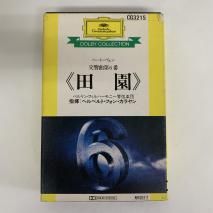 CG3215
Deutsche
Grammophon
DOLBY COLLECTION
ベートーヴェン
交響曲第6番
《田園》
ベルリン・フィルハーモニー管弦楽団
指揮：ヘルベルト・フォン・カラヤン
6
DOLBY SYSTEM